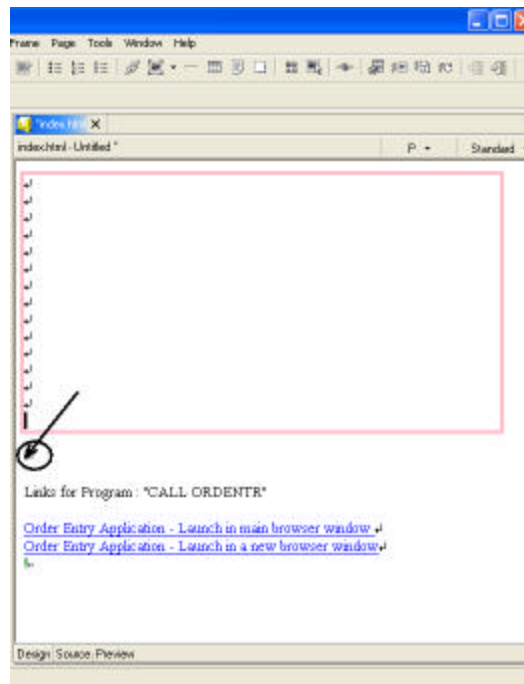 Frame Page Tools Window Help
index.html X
index.html - Untitled *
P
Standard
Links for Program : "CALL ORDENTR"
Order Entry Application - Launch in main browser window
Order Entry Application - Launch in a new browser window
Design Source Preview